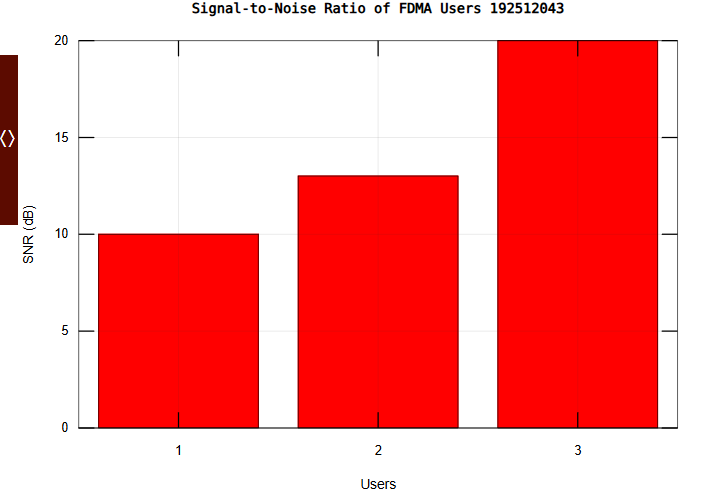 Signal-to-Noise Ratio of FDMA Users 192512043
20
15
10
5
0
SNR (dB)
1 2 3
Users